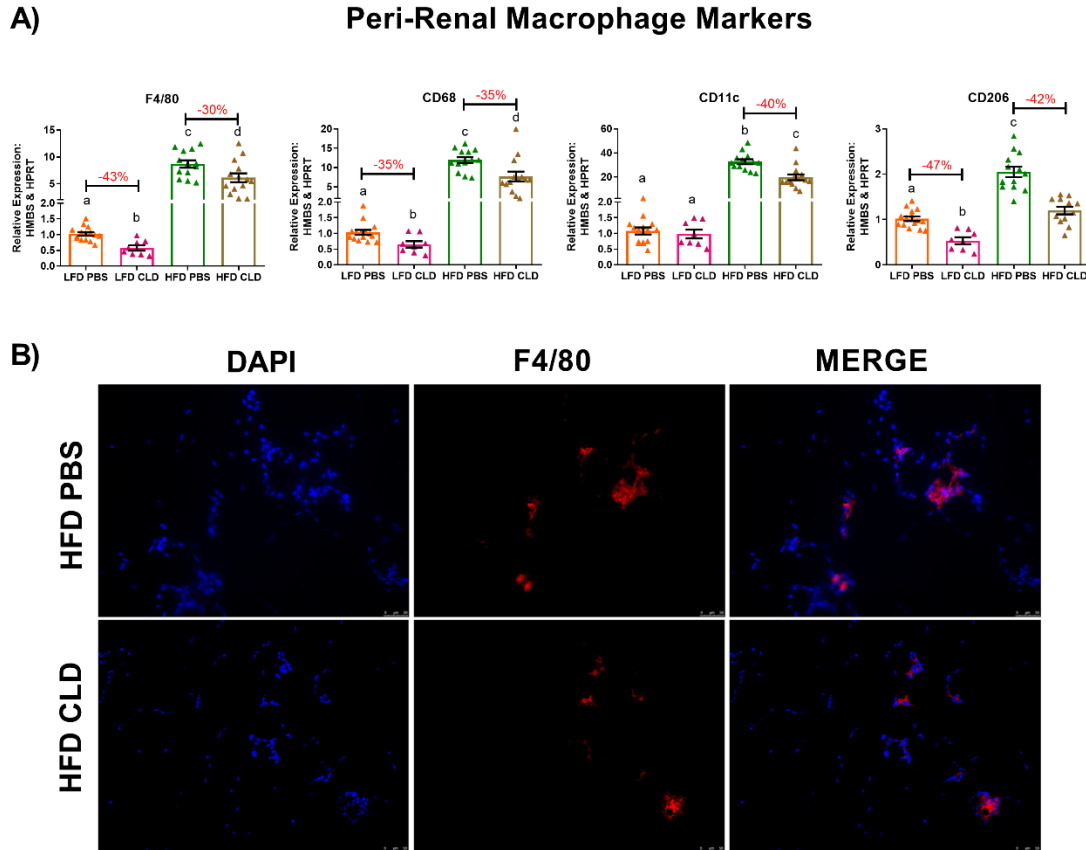 A)
Peri-Renal Macrophage Markers
F4/80
-30%
-43%
a
b
c
d
Relative Expression:
HMBS & HPRT
15
10
5
2.0
1.5
1.0
0.5
0.0
LFD PBS LFD CLD HFD PBS HFD CLD
CD68
-35%
-35%
a
b
c
d
Relative Expression:
HMBS & HPRT
20
15
10
5
2.0
1.5
1.0
0.5
0.0
LFD PBS LFD CLD HFD PBS HFD CLD
CD11c
-40%
a
a
b
c
Relative Expression:
HMBS & HPRT
60
40
20
2.0
1.5
1.0
0.5
0.0
LFD PBS LFD CLD HFD PBS HFD CLD
CD206
-42%
-47%
a
b
c
Relative Expression:
HMBS & HPRT
3
2
1
0
LFD PBS LFD CLD HFD PBS HFD CLD
B)
DAPI F4/80 MERGE
HFD PBS
HFD CLD